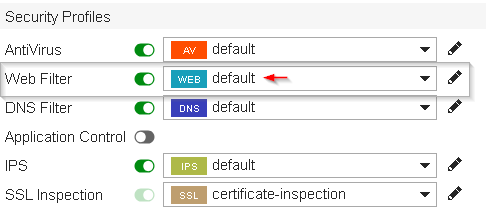 Security Profiles
AntiVirus AV default
Web Filter WEB default
DNS Filter DNS default
Application Control
IPS IPS default
SSL Inspection SSL certificate-inspection